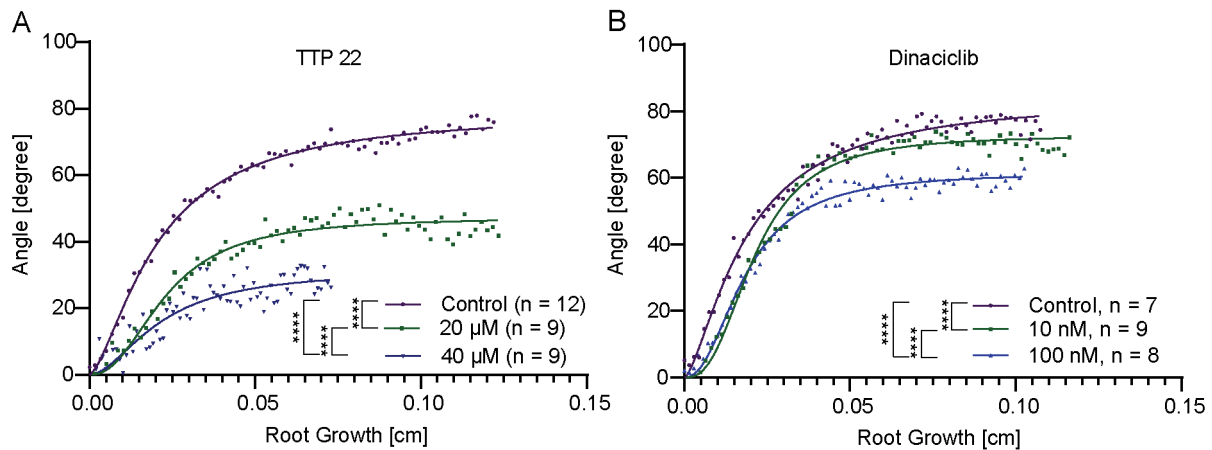 A
TTP 22
100
80
60
40
20
0
Angle [degree]
0.00
0.05
0.10
0.15
Root Growth [cm]
****
****
****
Control (n = 12)
20 µM (n = 9)
40 µM (n = 9)
B
Dinaciclib
100
80
60
40
20
0
Angle [degree]
0.00
0.05
0.10
0.15
Root Growth [cm]
****
****
****
Control, n = 7
10 nM, n = 9
100 nM, n = 8